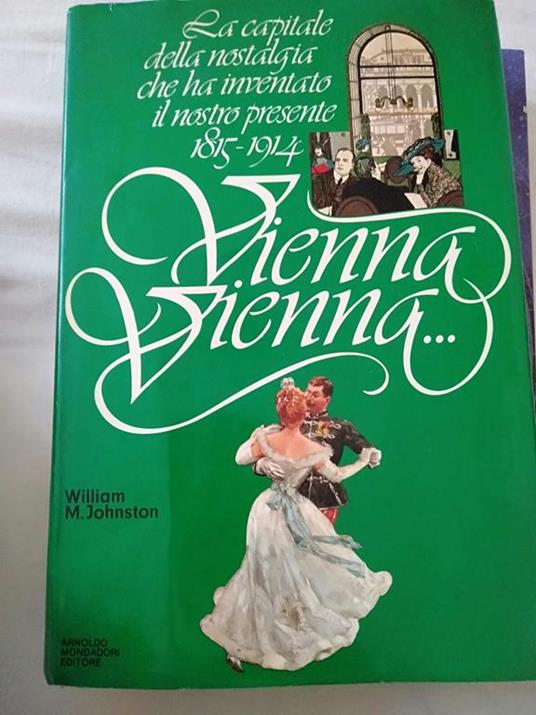 La capitale
della nostalgia
che ha inventato
il nostro presente
1815-1914
Vienna
Vienna...
William
M. Johnston
ARNOLDO
MONDADORI
EDITORE